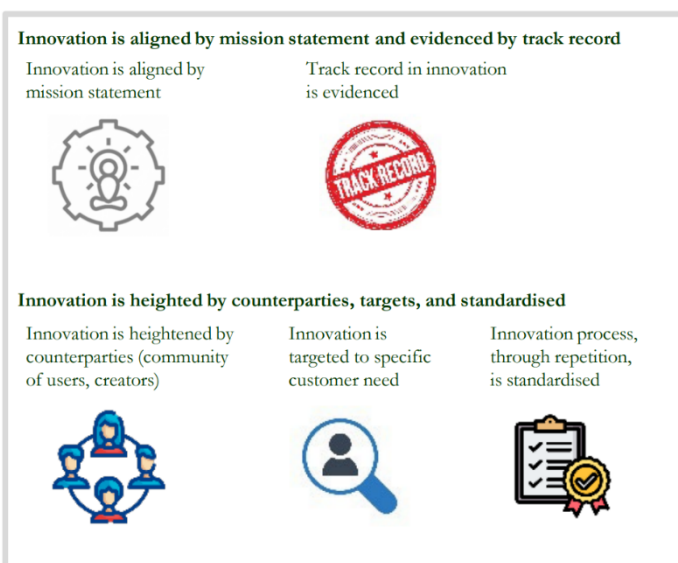 Innovation is aligned by mission statement and evidenced by track record
Innovation is aligned by
mission statement
Track record in innovation
is evidenced
TRACK RECORD
Innovation is heighted by counterparties, targets, and standardised
Innovation is heightened by
counterparties (community
of users, creators)
Innovation is
targeted to specific
customer need
Innovation process,
through repetition,
is standardised